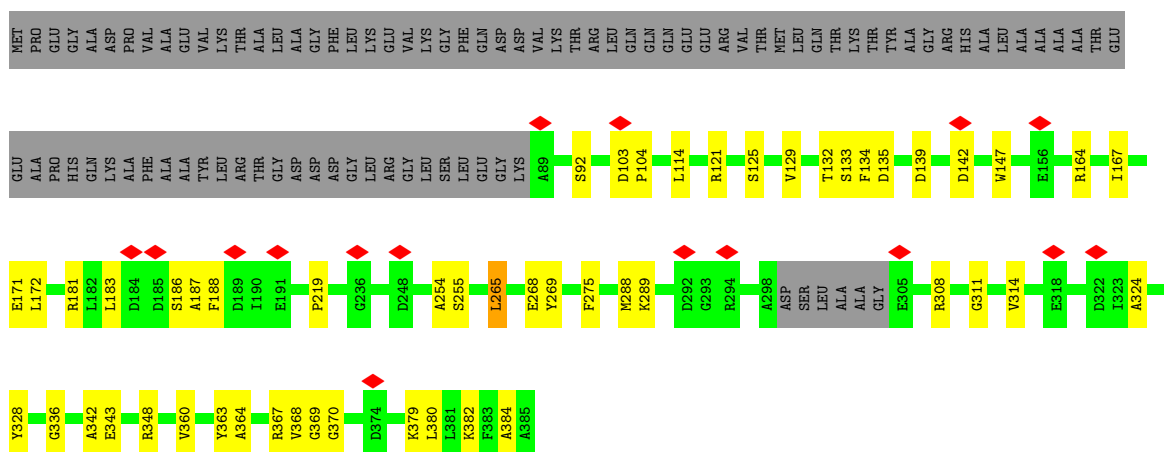 MET PRO GLU GLY ALA ASP PRO VAL ALA GLU VAL LYS THR ALA LEU ALA GLY PHE LEU LYS GLU VAL LYS GLY PHE GLN ASP ASP VAL LYS THR ARG LEU GLN GLN GLN GLU GLU ARG VAL THR MET LEU GLN THR LYS THR TYR ALA GLY ARG HIS ALA LEU ALA ALA ALA ALA THR GLU
GLU ALA PRO HIS GLN LYS ALA PHE ALA ALA TYR LEU ARG THR GLY ASP ASP ASP GLY LEU ARG GLY LEU SER LEU GLU GLY LYS A89 S92 D103 P104 L114 R121 S125 V129 T132 S133 F134 D135 D139 D142 W147 E156 R164 I167
E171 L172 R181 L182 L183 D184 D185 S186 A187 F188 D189 I190 E191 P219 G236 D248 A254 S255 L265 E268 Y269 F275 M288 K289 D292 G293 R294 A298 ASP SER LEU ALA ALA GLY E305 R308 G311 V314 E318 D322 I323 A324
Y328 G336 A342 E343 R348 V360 Y363 A364 R367 V368 G369 G370 D374 K379 L380 L381 K382 F383 A384 A385